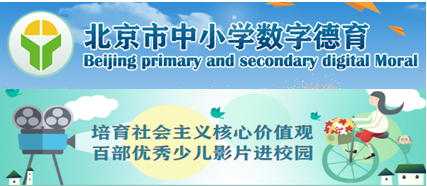 北京市中小学数字德育
Beijing primary and secondary digital Moral
培育社会主义核心价值观
百部优秀少儿影片进校园